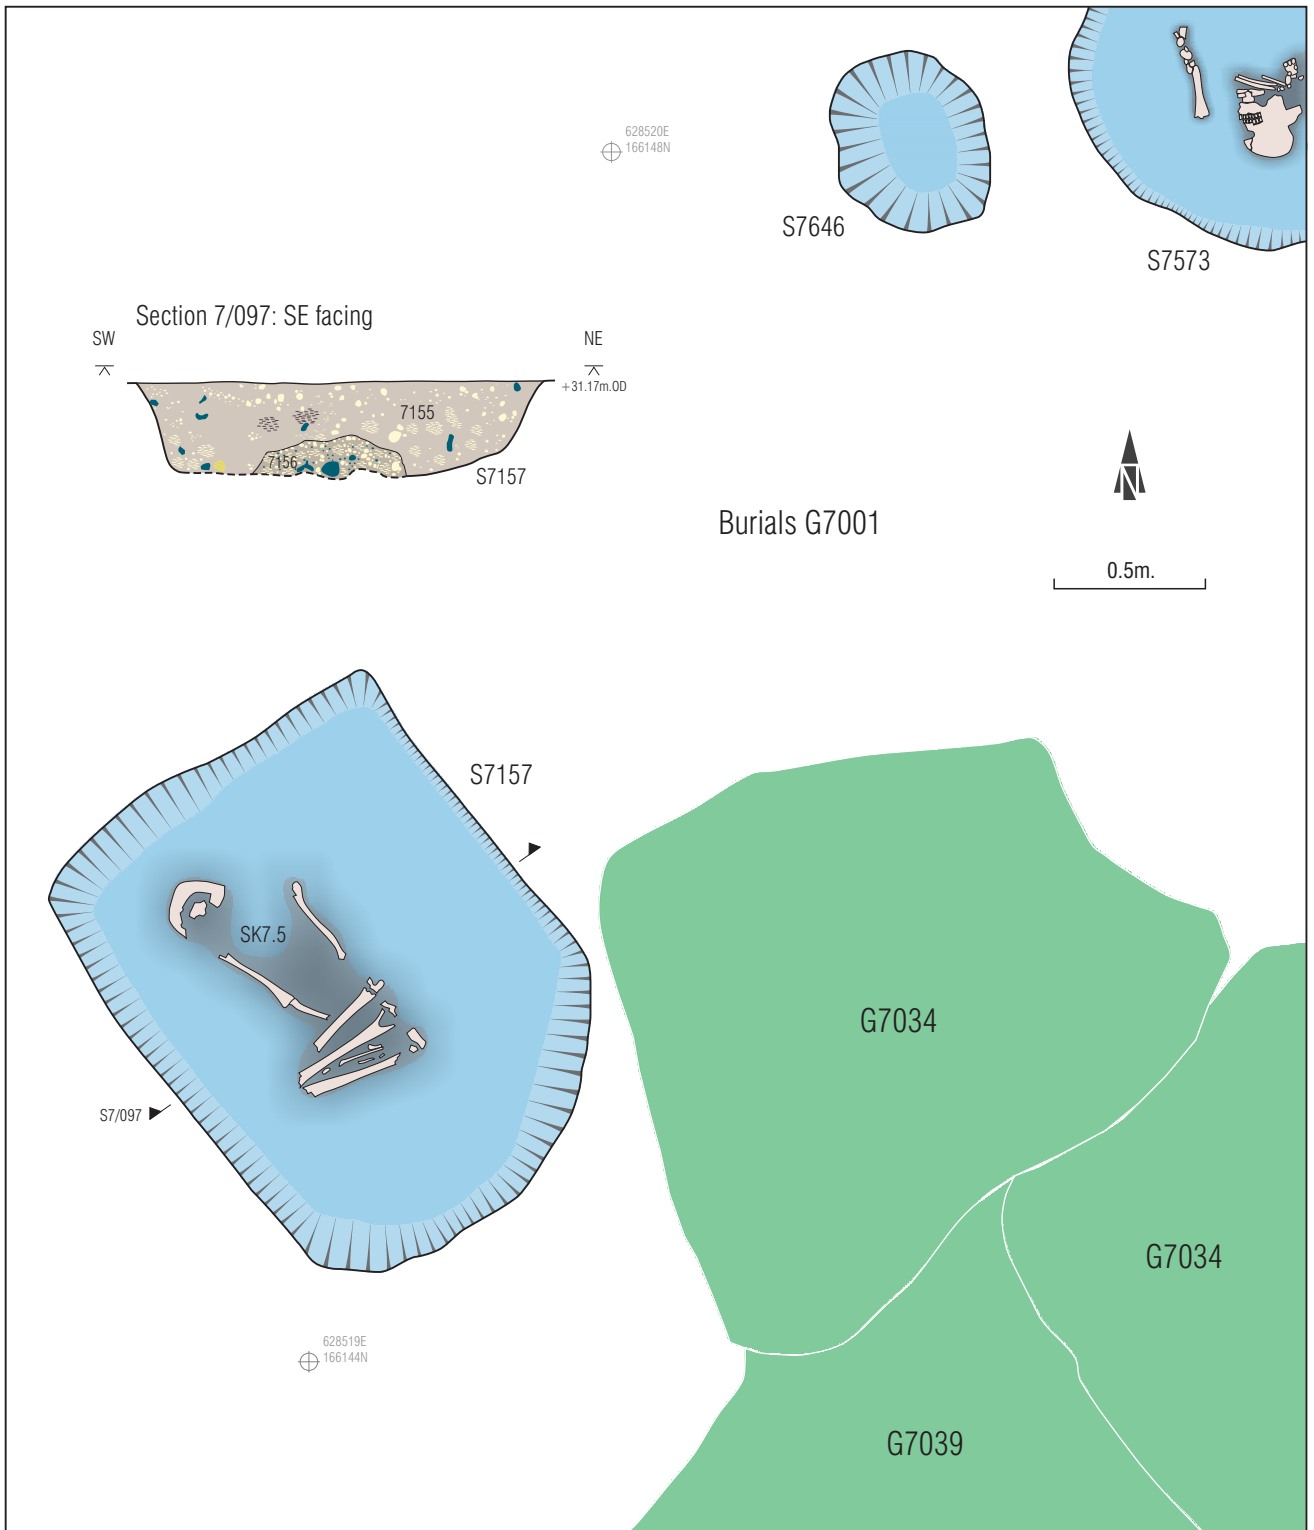 628520E
166148N
S7646
S7573
Section 7/097: SE facing
SW
NE
+31.17m.OD
7155
7156
S7157
N
Burials G7001
0.5m.
S7157
SK7.5
G7034
S7/097
G7034
628519E
166144N
G7039